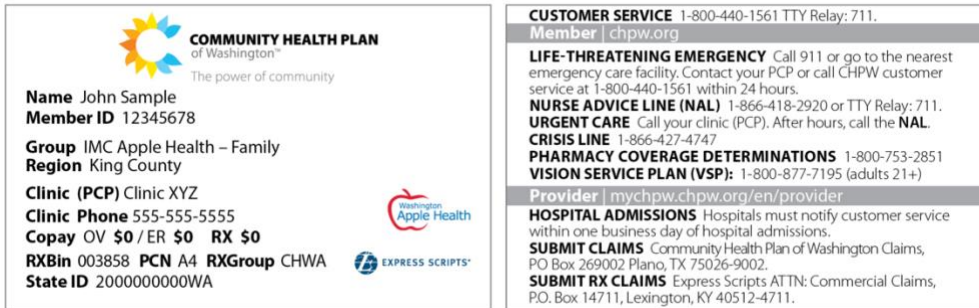 COMMUNITY HEALTH PLAN
of Washington™
The power of community
Name John Sample
Member ID 12345678
Group IMC Apple Health – Family
Region King County
Clinic (PCP) Clinic XYZ
Clinic Phone 555-555-5555
Copay OV $0 / ER $0 RX $0
RXBin 003858 PCN A4 RXGroup CHWA
State ID 2000000000WA
Washington
Apple Health
EXPRESS SCRIPTS®
CUSTOMER SERVICE 1-800-440-1561 TTY Relay: 711.
Member | chpw.org
LIFE-THREATENING EMERGENCY Call 911 or go to the nearest
emergency care facility. Contact your PCP or call CHPW customer
service at 1-800-440-1561 within 24 hours.
NURSE ADVICE LINE (NAL) 1-866-418-2920 or TTY Relay: 711.
URGENT CARE Call your clinic (PCP). After hours, call the NAL.
CRISIS LINE 1-866-427-4747
PHARMACY COVERAGE DETERMINATIONS 1-800-753-2851
VISION SERVICE PLAN (VSP): 1-800-877-7195 (adults 21+)
Provider | mychpw.chpw.org/en/provider
HOSPITAL ADMISSIONS Hospitals must notify customer service
within one business day of hospital admissions.
SUBMIT CLAIMS Community Health Plan of Washington Claims,
PO Box 269002 Plano, TX 75026-9002.
SUBMIT RX CLAIMS Express Scripts ATTN: Commercial Claims,
P.O. Box 14711, Lexington, KY 40512-4711.